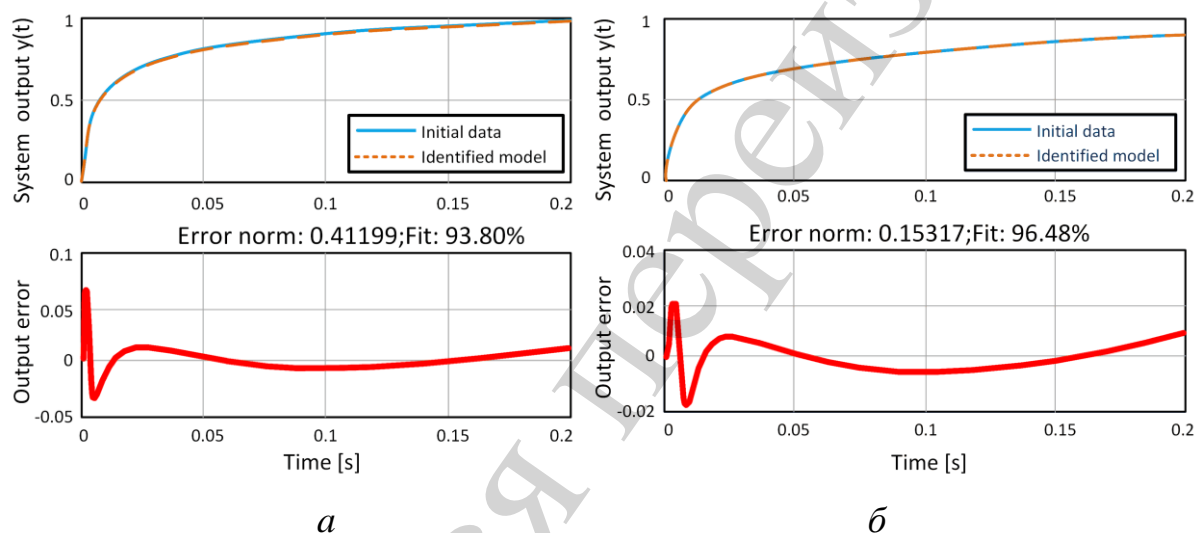 System output y(t)
1
0.5
0
Initial data
Identified model
0
0.05
0.1
0.15
0.2
Error norm: 0.41199;Fit: 93.80%
Output error
0.1
0.05
0
-0.05
0
0.05
0.1
0.15
0.2
Time [s]
а
System output y(t)
1
0.5
0
Initial data
Identified model
0
0.05
0.1
0.15
0.2
Error norm: 0.15317;Fit: 96.48%
Output error
0.04
0.02
0
-0.02
0
0.05
0.1
0.15
0.2
Time [s]
б